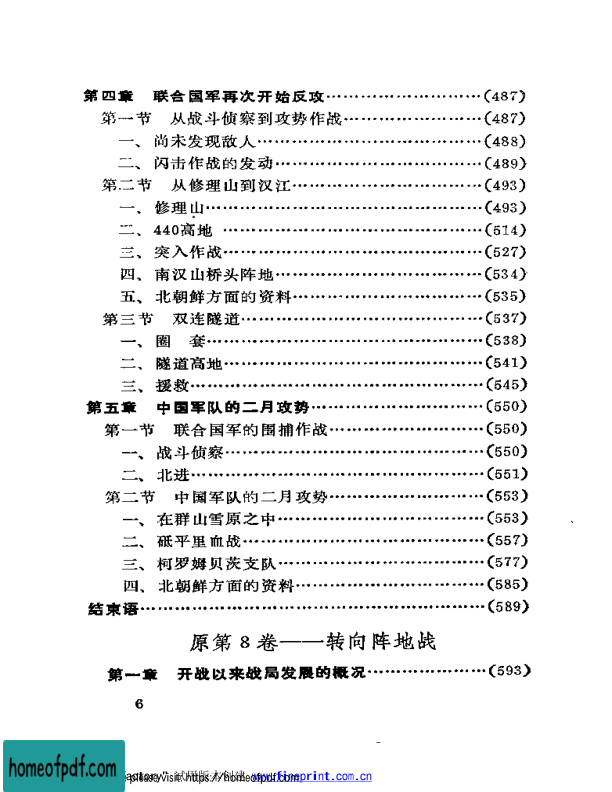 第四章 联合国军再次开始反攻……………………(487)
第一节 从战斗侦察到攻势作战……………………(487)
一、尚未发现敌人……………………(488)
二、闪击作战的发动……………………(489)
第二节 从修理山到汉江……………………(493)
一、修理山……………………(493)
二、440高地……………………(514)
三、突入作战……………………(527)
四、南汉山桥头阵地……………………(534)
五、北朝鲜方面的资料……………………(535)
第三节 双连隧道……………………(537)
一、圈 套……………………(538)
二、隧道高地……………………(541)
三、援救……………………(545)
第五章 中国军队的二月攻势……………………(550)
第一节 联合国军的围捕作战……………………(550)
一、战斗侦察……………………(550)
二、北进……………………(551)
第二节 中国军队的二月攻势……………………(553)
一、在群山雪原之中……………………(553)
二、砥平里血战……………………(557)
三、柯罗姆贝茨支队……………………(577)
四、北朝鲜方面的资料……………………(585)
结束语……………………(589)
原第8卷——转向阵地战
第一章 开战以来战局发展的概况……………………(593)
6
homeofpdf.com
please visit: https://homeofpdf.com
www.fineprint.com.cn